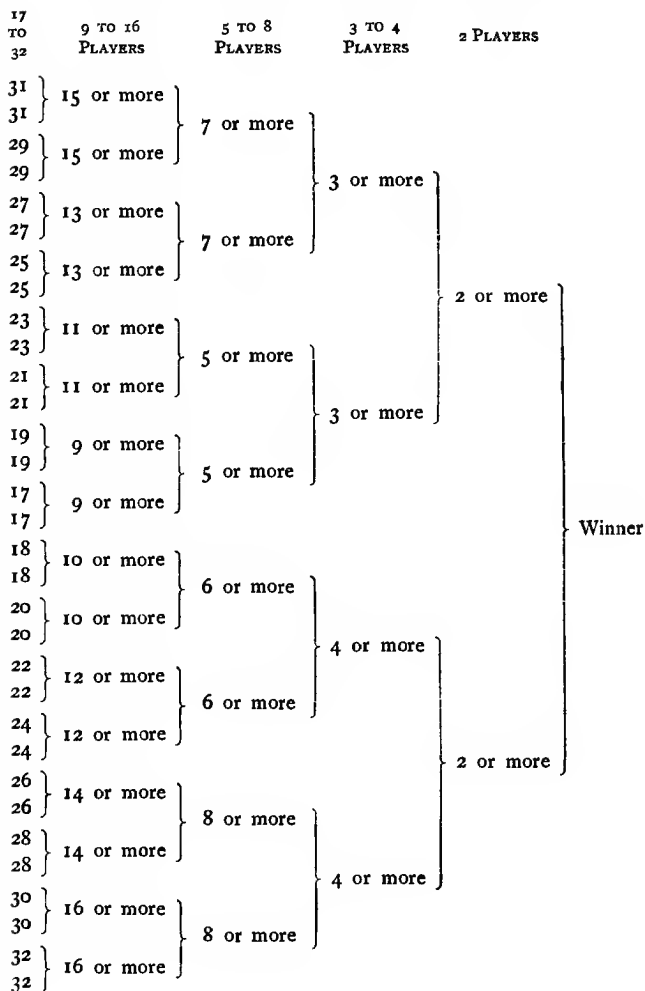 17
TO
32
9 TO 16
PLAYERS
5 TO 8
PLAYERS
3 TO 4
PLAYERS
2 PLAYERS
31
31
29
29
27
27
25
25
23
23
21
21
19
19
17
17
18
18
20
20
22
22
24
24
26
26
28
28
30
30
32
32
15 or more
15 or more
13 or more
13 or more
11 or more
11 or more
9 or more
9 or more
10 or more
10 or more
12 or more
12 or more
14 or more
14 or more
16 or more
16 or more
7 or more
7 or more
5 or more
5 or more
6 or more
6 or more
8 or more
8 or more
3 or more
3 or more
4 or more
4 or more
2 or more
2 or more
Winner